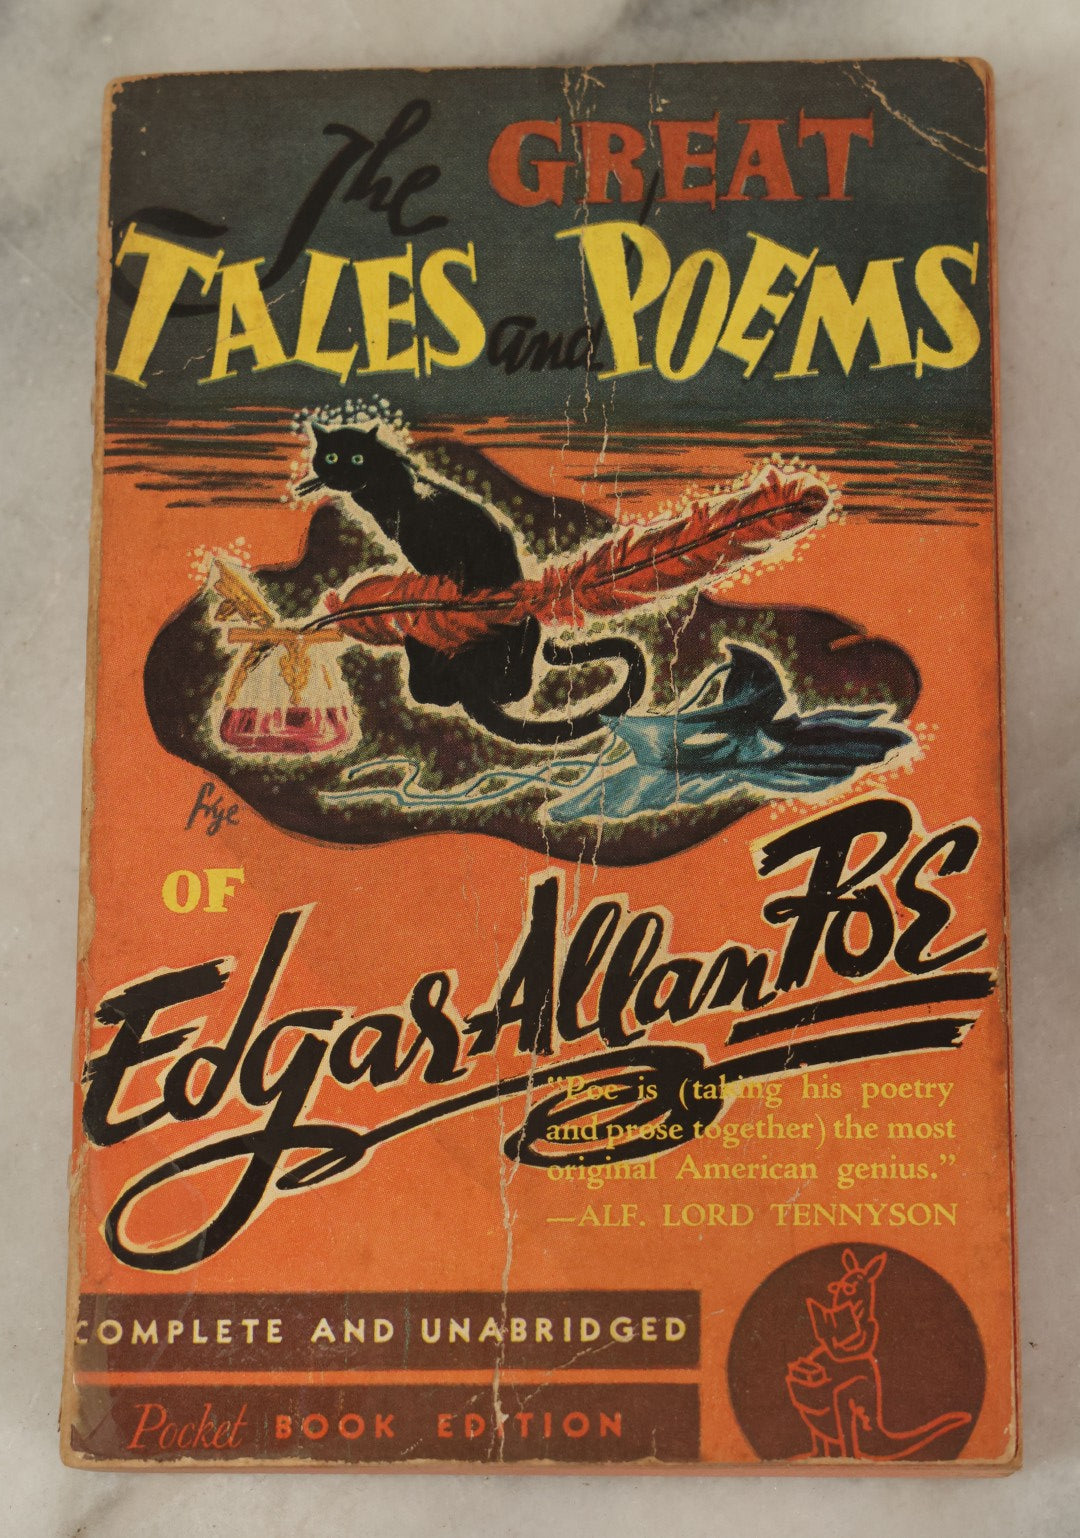 The GREAT
TALES and POEMS
frye
OF
Edgar Allan POE
"Poe is (taking his poetry
and prose together) the most
original American genius."
—ALF. LORD TENNYSON
COMPLETE AND UNABRIDGED
Pocket BOOK EDITION